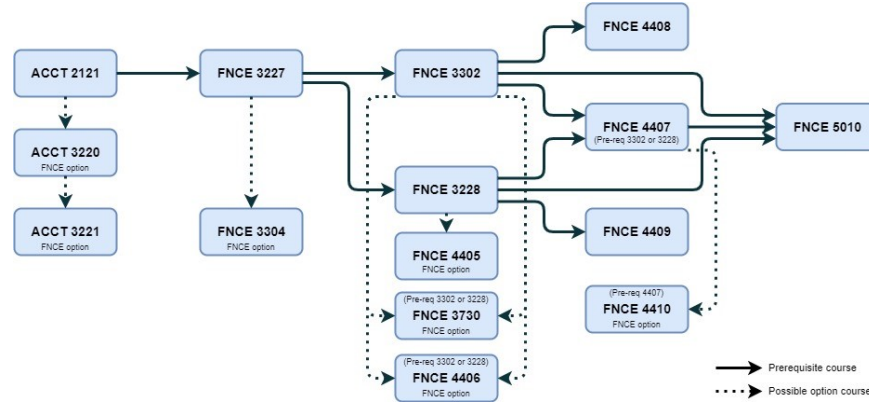 FNCE 4408
ACCT 2121
FNCE 3227
FNCE 3302
FNCE 4407
(Pre-req 3302 or 3228)
FNCE 5010
ACCT 3220
FNCE option
FNCE 3228
ACCT 3221
FNCE option
FNCE 3304
FNCE option
FNCE 4409
FNCE 4405
FNCE option
(Pre-req 3302 or 3228)
FNCE 3730
FNCE option
(Pre-req 4407)
FNCE 4410
FNCE option
(Pre-req 3302 or 3228)
FNCE 4406
FNCE option
Prerequisite course
Possible option course